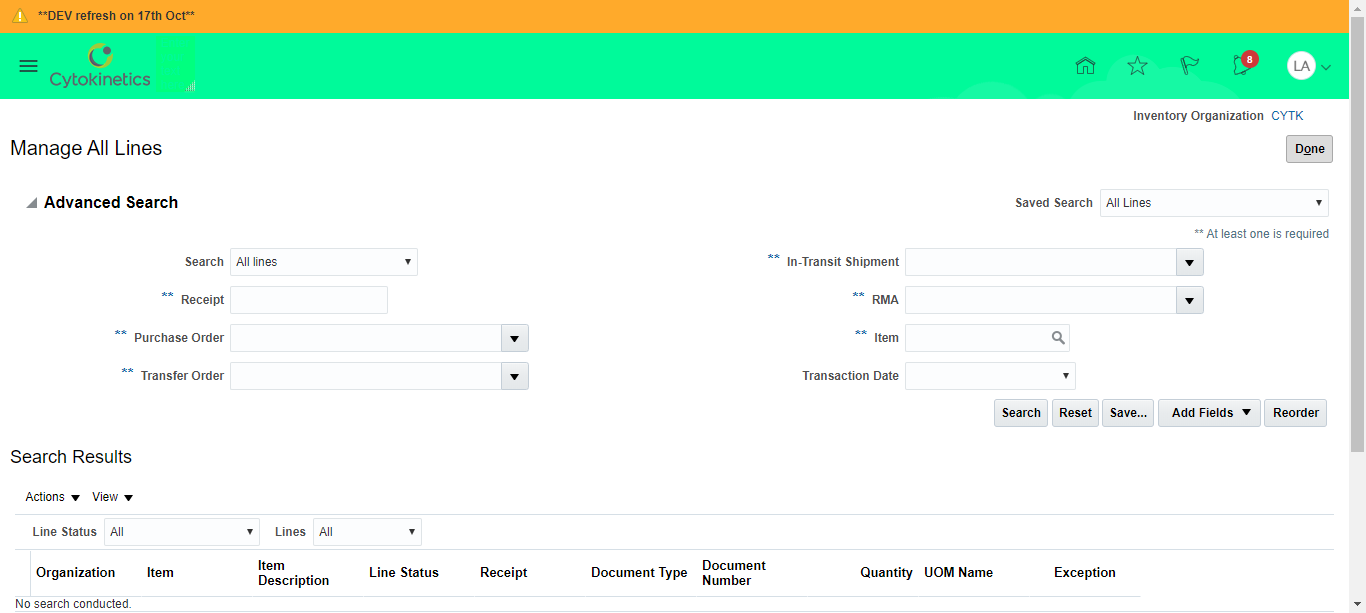 **DEV refresh on 17th Oct**
Cytokinetics
8
LA
Inventory Organization CYTK
Manage All Lines
Done
Advanced Search
Saved Search All Lines
** At least one is required
Search All lines
** In-Transit Shipment
** Receipt
** RMA
** Purchase Order
** Item
** Transfer Order
Transaction Date
Search Reset Save... Add Fields Reorder
Search Results
Actions View
Line Status All Lines All
Organization Item Item Description Line Status Receipt Document Type Document Number Quantity UOM Name Exception
No search conducted.